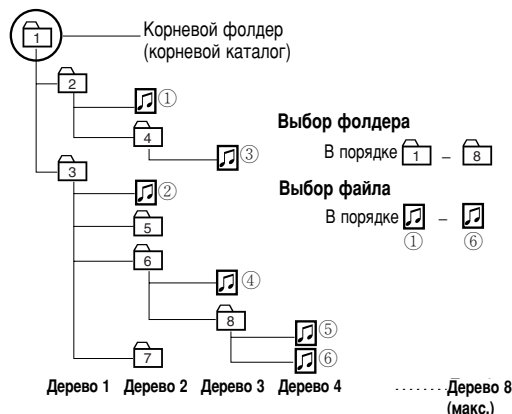 1
Корневой фолдер
(корневой каталог)
2
①
4
③
Выбор фолдера
В порядке 1 – 8
3
②
Выбор файла
В порядке –
① ⑥
5
6
④
8
⑤
7
⑥
Дерево 1 Дерево 2 Дерево 3 Дерево 4 ........Дерево 8
(макс.)